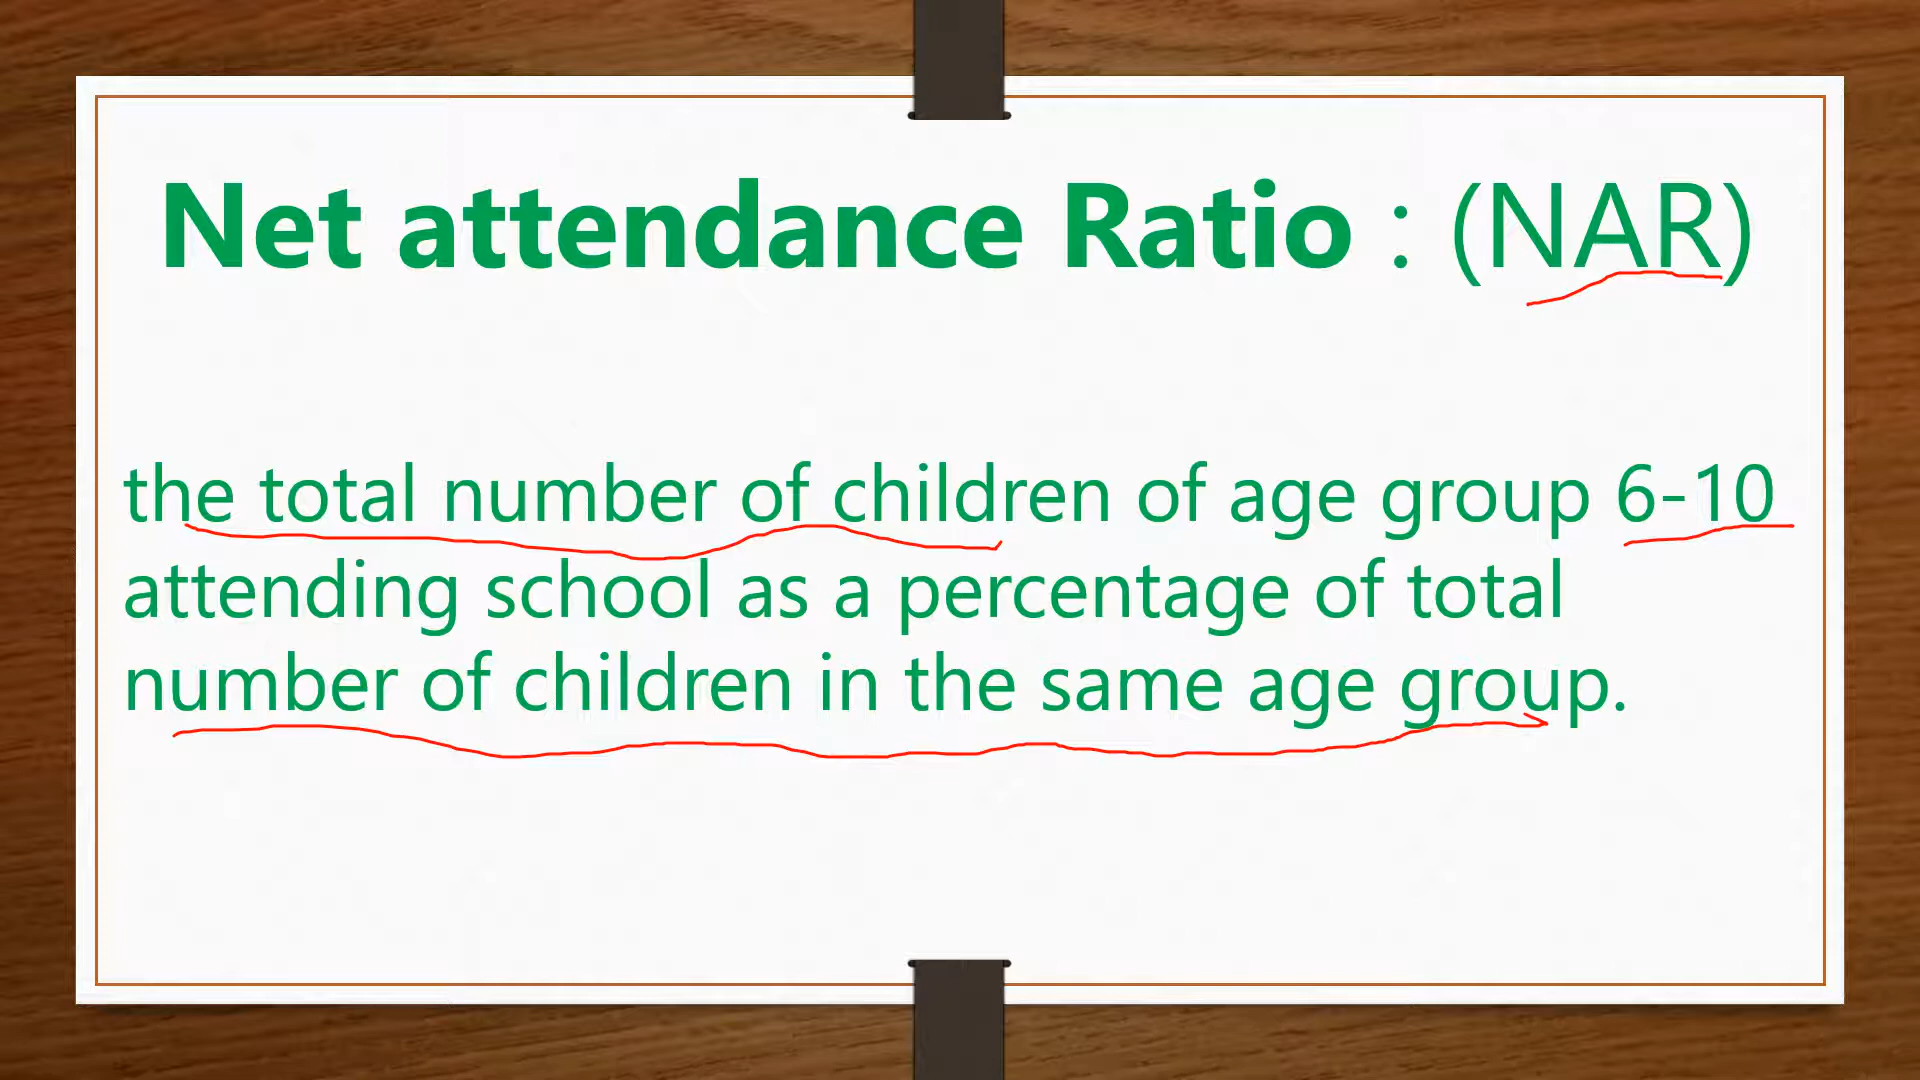 Net attendance Ratio : (NAR)
the total number of children of age group 6-10
attending school as a percentage of total
number of children in the same age group.